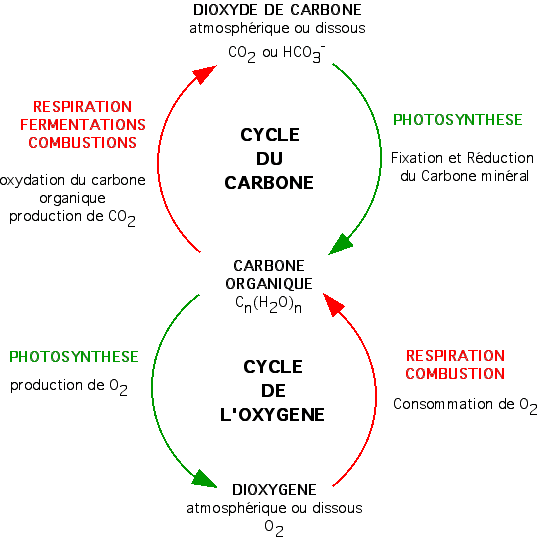 DIOXYDE DE CARBONE
atmosphérique ou dissous
CO2 ou HCO3-
RESPIRATION
FERMENTATIONS
COMBUSTIONS
oxydation du carbone
organique
production de CO2
CYCLE
DU
CARBONE
PHOTOSYNTHESE
Fixation et Réduction
du Carbone minéral
CARBONE
ORGANIQUE
Cn(H2O)n
PHOTOSYNTHESE
production de O2
CYCLE
DE
L'OXYGENE
RESPIRATION
COMBUSTION
Consommation de O2
DIOXYGENE
atmosphérique ou dissous
O2